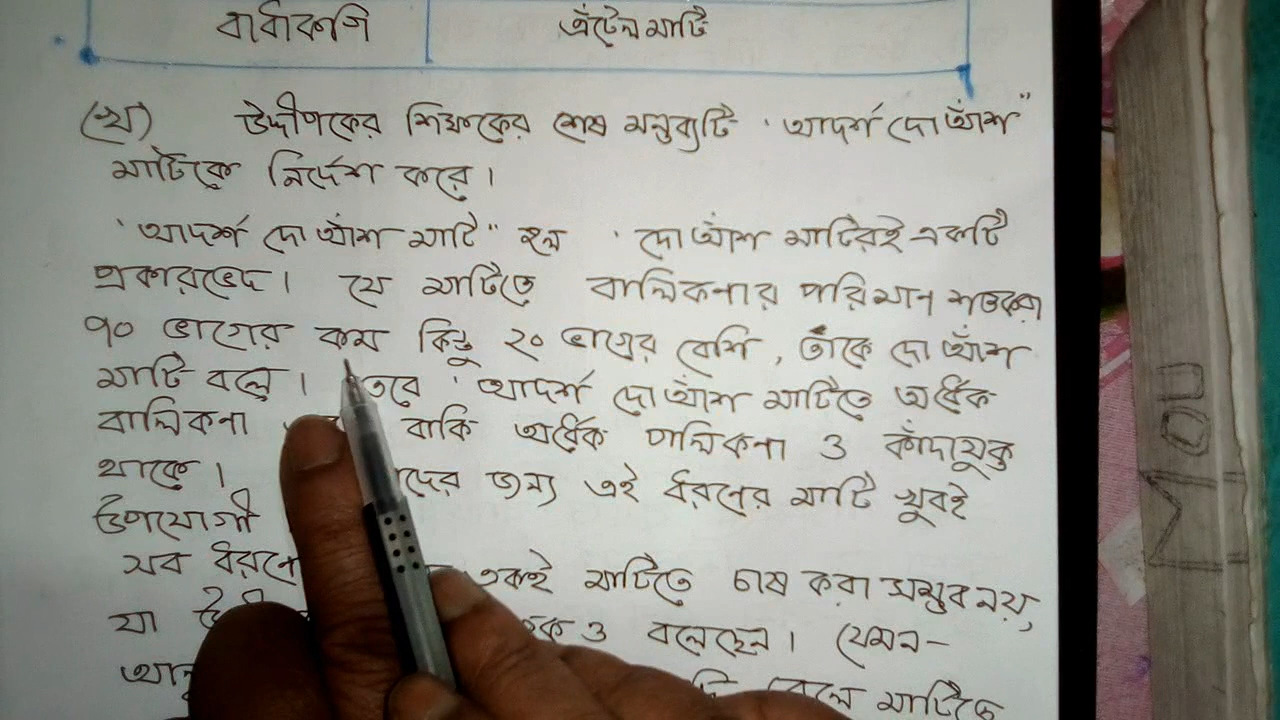 বাধাকপি এঁটেল মাটি
(খ) উদ্দীপকের শিক্ষকের শেষ মন্তব্যটি 'আদর্শ দো আঁশ"
মাটিকে নির্দেশ করে।
'আদর্শ দো আঁশ মাটি" হল 'দো আঁশ মাটিরই একটি
প্রকারভেদ। যে মাটিতে বালিকনার পরিমান শতকরা
৭০ ভাগের কম কিন্তু ২০ ভাগের বেশি, তাঁকে দো আঁশ
মাটি বলে। তবে 'আদর্শ দো আঁশ মাটিতে অর্ধেক
বালিকনা বাকি অর্ধেক পলিকনা ও কাঁদাযুক্ত
থাকে। দের জন্য এই ধরনের মাটি খুবই
উপযোগী
সব ধরনে একই মাটিতে চাষ করা সম্ভব নয়,
যা ও বলেছেন। যেমন-
বেলে মাটিতে
MOU